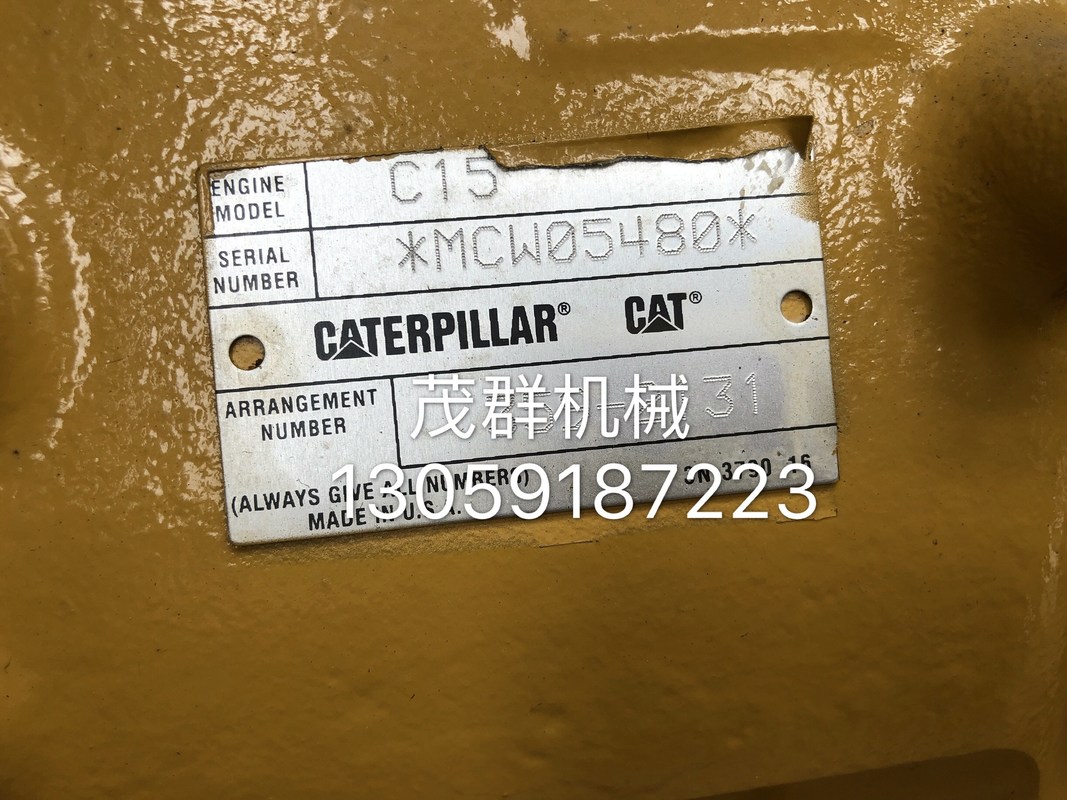 ENGINE MODEL C15
SERIAL NUMBER *MCW05480*
CATERPILLAR® CAT®
ARRANGEMENT NUMBER 31
茂群机械
(ALWAYS GIVE ALL NUMBERS)
13059187223
MADE IN U.S.A.